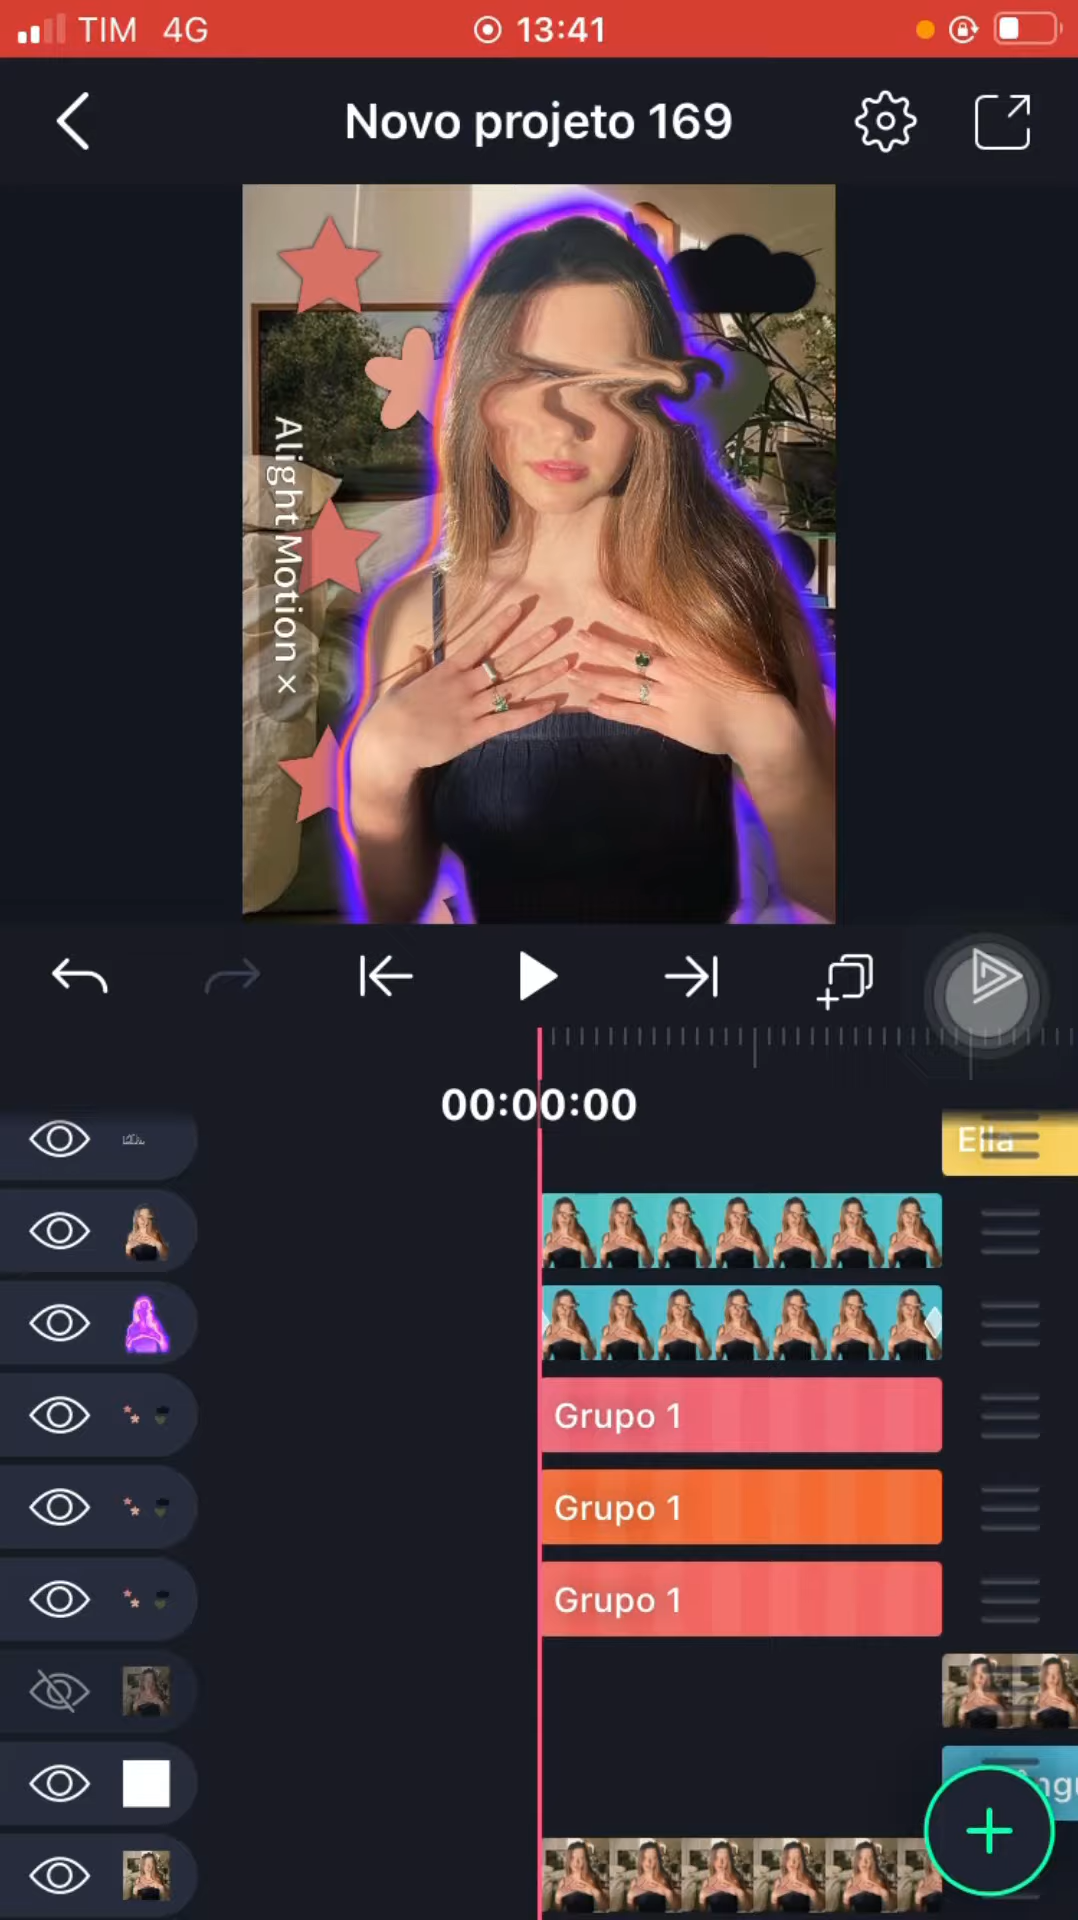 TIM 4G 13:41
Novo projeto 169
Alight Motion ×
00:00:00
Ella
Grupo 1
Grupo 1
Grupo 1